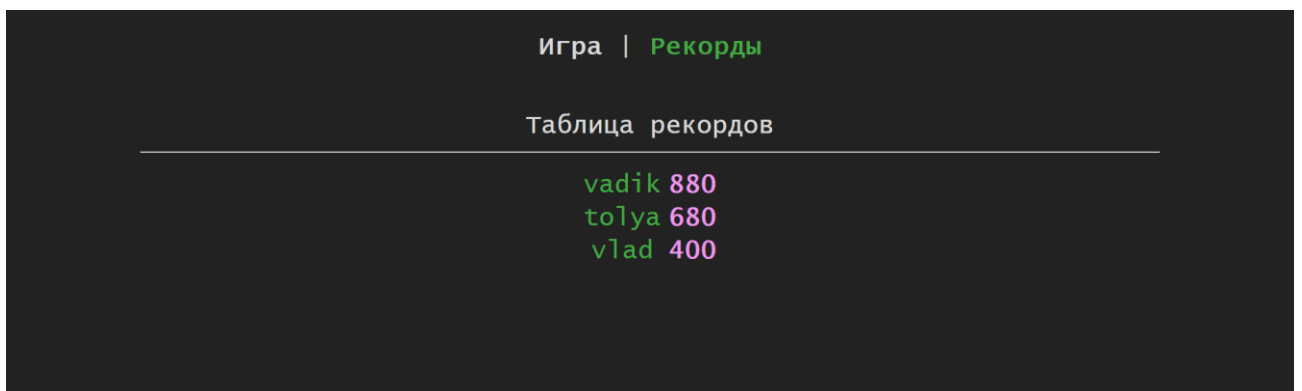 Игра | Рекорды
Таблица рекордов
vadik 880
tolya 680
vlad 400